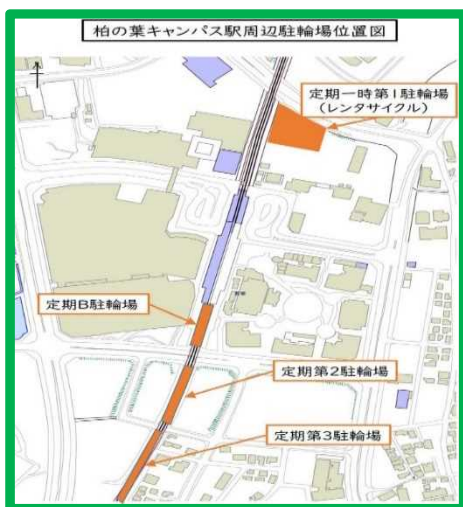 柏の葉キャンパス駅周辺駐輪場位置図
定期一時第1駐輪場
(レンタサイクル)
定期B駐輪場
定期第2駐輪場
定期第3駐輪場